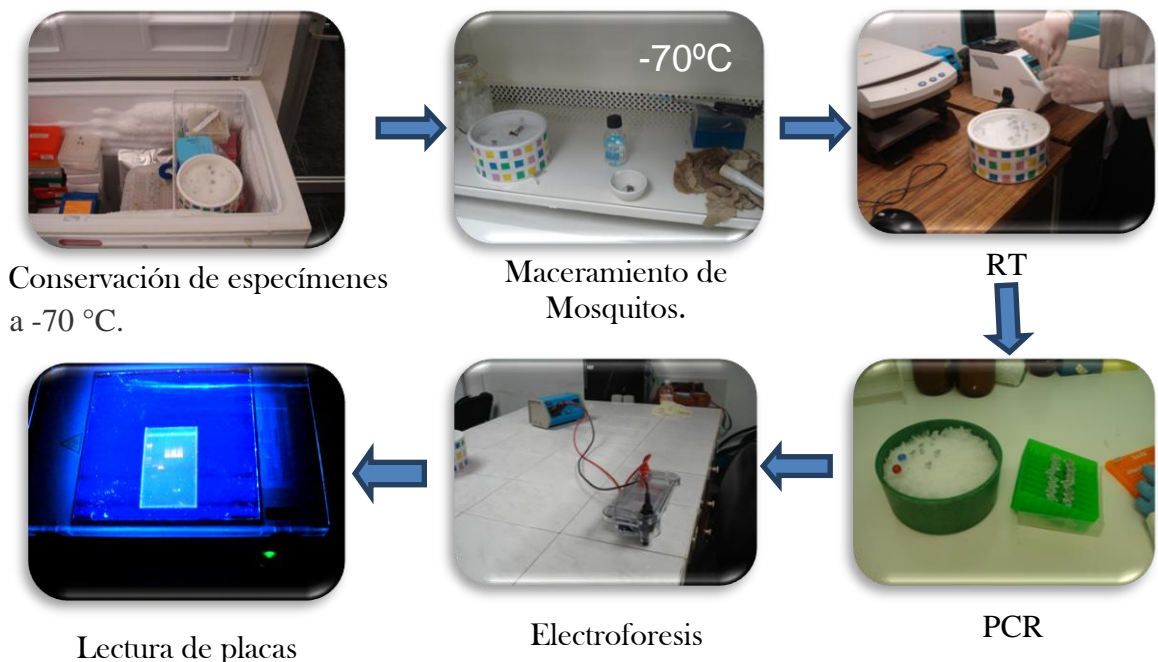 -70ºC
Conservación de especímenes
a -70 °C.
Maceramiento de
Mosquitos.
RT
PCR
Electroforesis
Lectura de placas